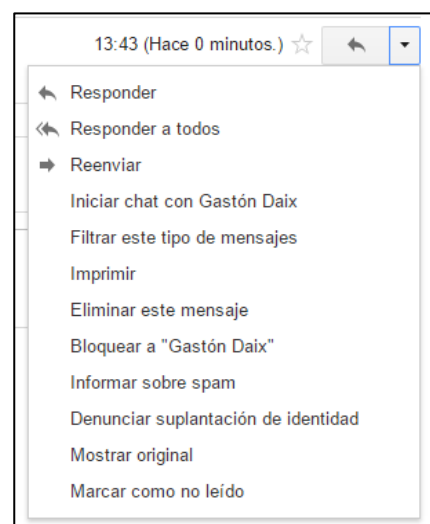 13:43 (Hace 0 minutos.)
Responder
Responder a todos
Reenviar
Iniciar chat con Gastón Daix
Filtrar este tipo de mensajes
Imprimir
Eliminar este mensaje
Bloquear a "Gastón Daix"
Informar sobre spam
Denunciar suplantación de identidad
Mostrar original
Marcar como no leído